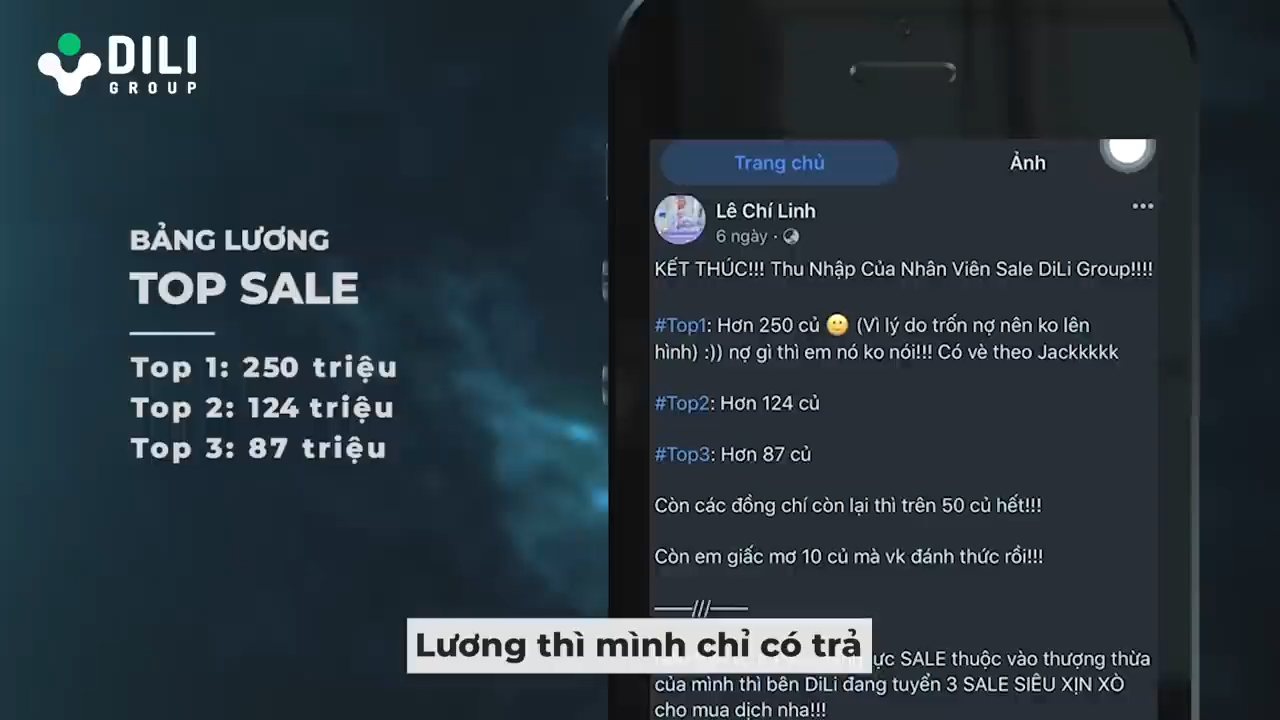 DILI
GROUP
BẢNG LƯƠNG
TOP SALE
Top 1: 250 triệu
Top 2: 124 triệu
Top 3: 87 triệu
Trang chủ
Ảnh
Lê Chí Linh
6 ngày ·
KẾT THÚC!!! Thu Nhập Của Nhân Viên Sale DiLi Group!!!!
#Top1: Hơn 250 củ 🙂 (Vì lý do trốn nợ nên ko lên
hình) :)) nợ gì thì em nó ko nói!!! Có vè theo Jackkkkk
#Top2: Hơn 124 củ
#Top3: Hơn 87 củ
Còn các đồng chí còn lại thì trên 50 củ hết!!!
Còn em giấc mơ 10 củ mà vk đánh thức rồi!!!
——///——
Lương thì mình chỉ có trả
SALE thuộc vào thượng thừa
của mình thì bên DiLi đang tuyển 3 SALE SIÊU XỊN XÒ
cho mua dịch nha!!!